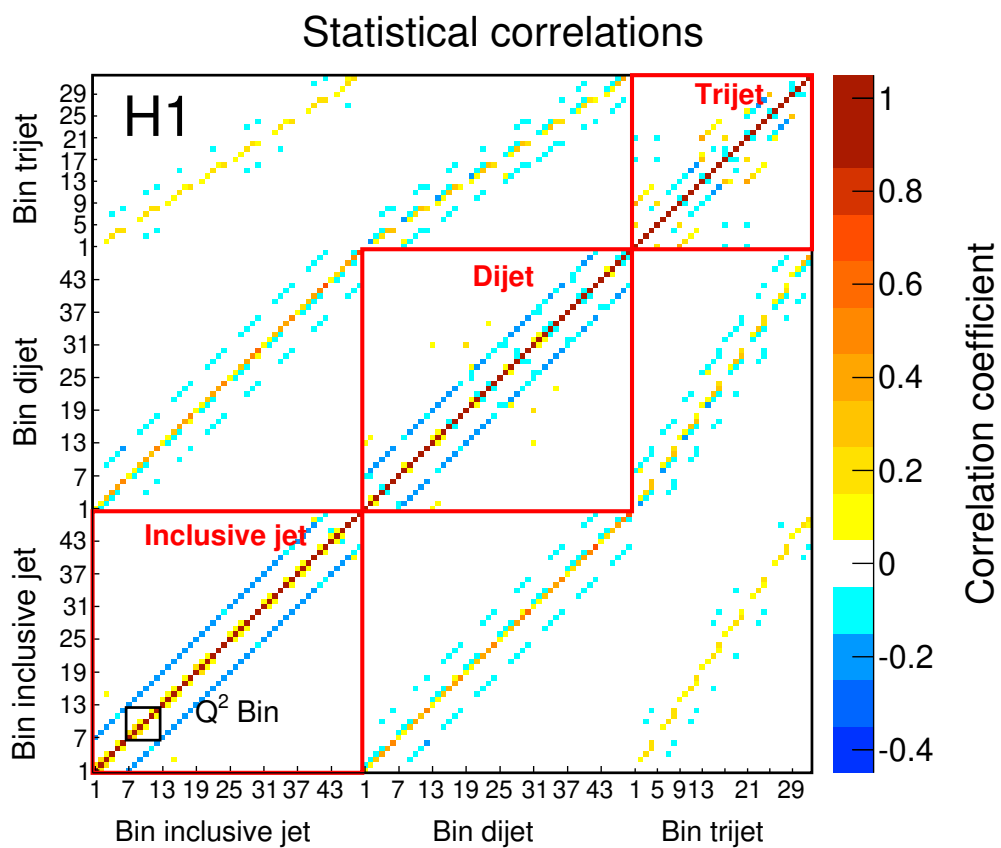 Statistical correlations
H1
Trijet
Dijet
Inclusive jet
Q² Bin
Bin trijet
29
25
21
17
13
9
5
1
Bin dijet
43
37
31
25
19
13
7
1
Bin inclusive jet
43
37
31
25
19
13
7
1
1 7 13 19 25 31 37 43 1 7 13 19 25 31 37 43 1 5 9 13 21 29
Bin inclusive jet Bin dijet Bin trijet
1
0.8
0.6
0.4
0.2
0
-0.2
-0.4
Correlation coefficient